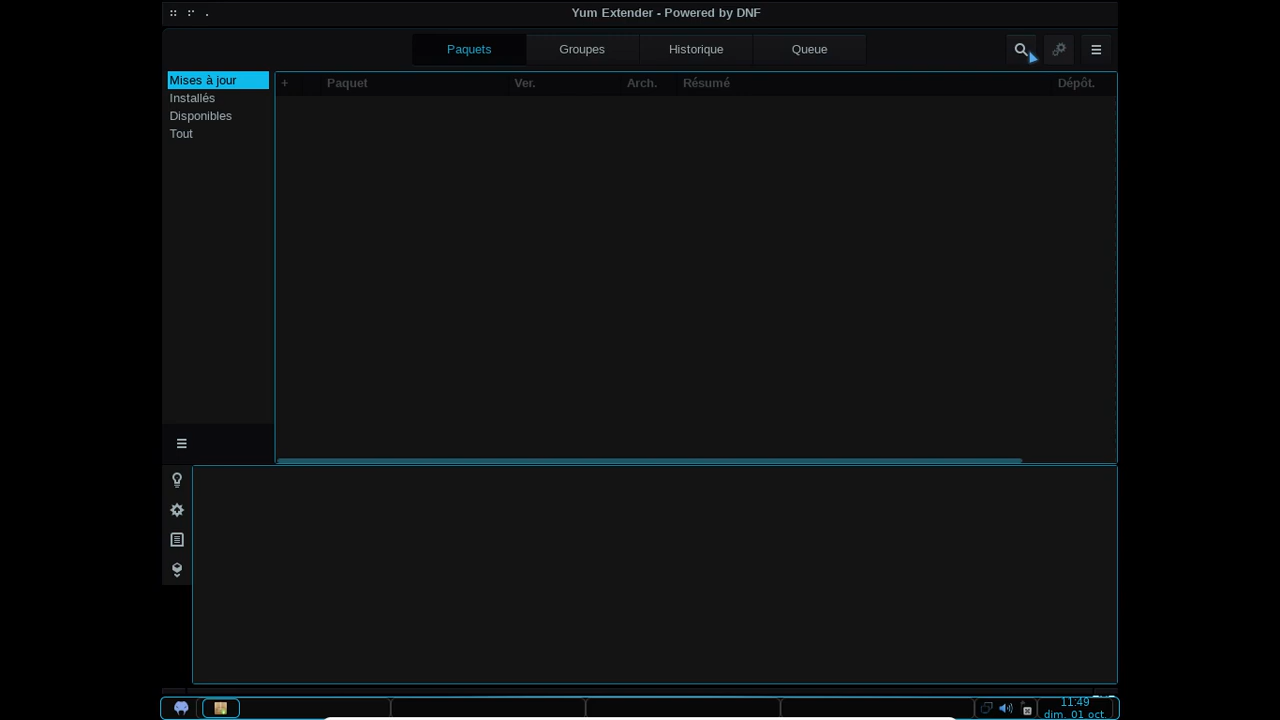 Yum Extender - Powered by DNF
Paquets Groupes Historique Queue
Mises à jour
Installés
Disponibles
Tout
+ Paquet Ver. Arch. Résumé Dépôt.
11:49
dim. 01 oct.